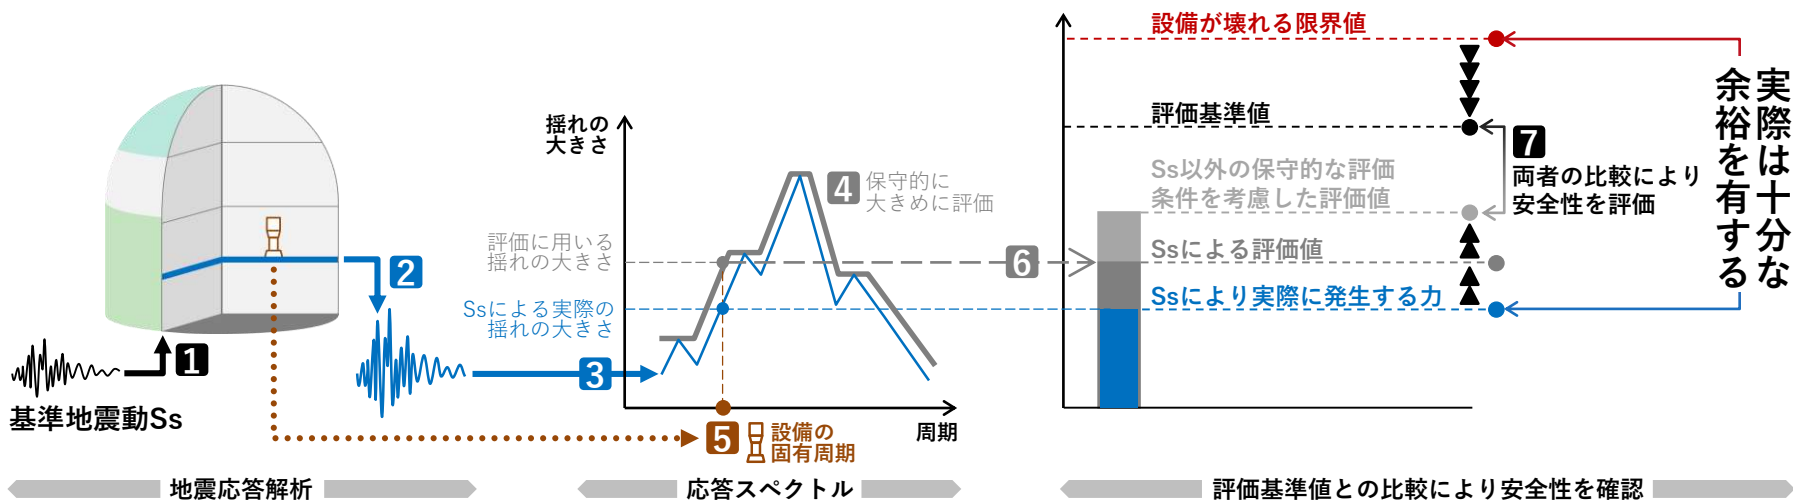 1
基準地震動Ss
2
3
地震応答解析
揺れの
大きさ
4 保守的に
大きめに評価
評価に用いる
揺れの大きさ
Ssによる実際の
揺れの大きさ
周期
5 設備の
固有周期
応答スペクトル
6
設備が壊れる限界値
評価基準値
Ss以外の保守的な評価
条件を考慮した評価値
Ssによる評価値
Ssにより実際に発生する力
7
両者の比較により
安全性を評価
実際は十分な
余裕を有する
評価基準値との比較により安全性を確認